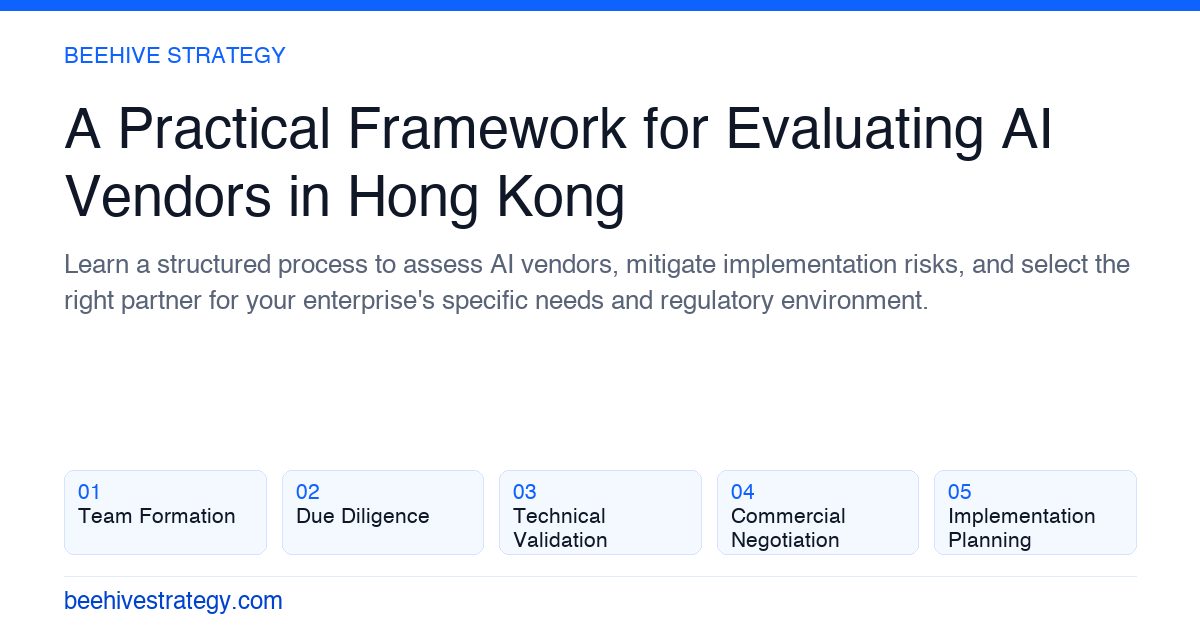 BEEHIVE STRATEGY
A Practical Framework for Evaluating AI
Vendors in Hong Kong
Learn a structured process to assess AI vendors, mitigate implementation risks, and select the
right partner for your enterprise's specific needs and regulatory environment.
01
Team Formation
02
Due Diligence
03
Technical
Validation
04
Commercial
Negotiation
05
Implementation
Planning
beehivestrategy.com